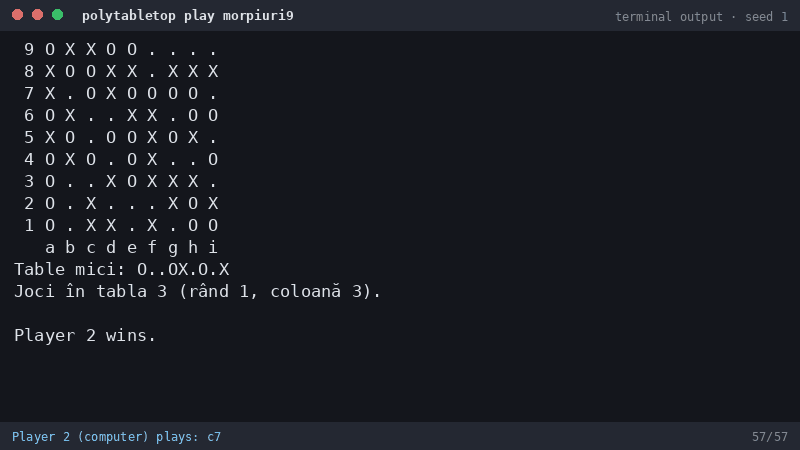 polytabletop play morpiuri9
terminal output · seed 1
9 O X X O O . . . .
8 X O O X X . X X X
7 X . O X O O O O .
6 O X . . X X . O O
5 X O . O O X O X .
4 O X O . O X . . O
3 O . . X O X X X .
2 O . X . . . X O X
1 O . X X . X . O O
a b c d e f g h i
Table mici: O..OX.O.X
Joci în tabla 3 (rând 1, coloană 3).
Player 2 wins.
Player 2 (computer) plays: c7
57/57